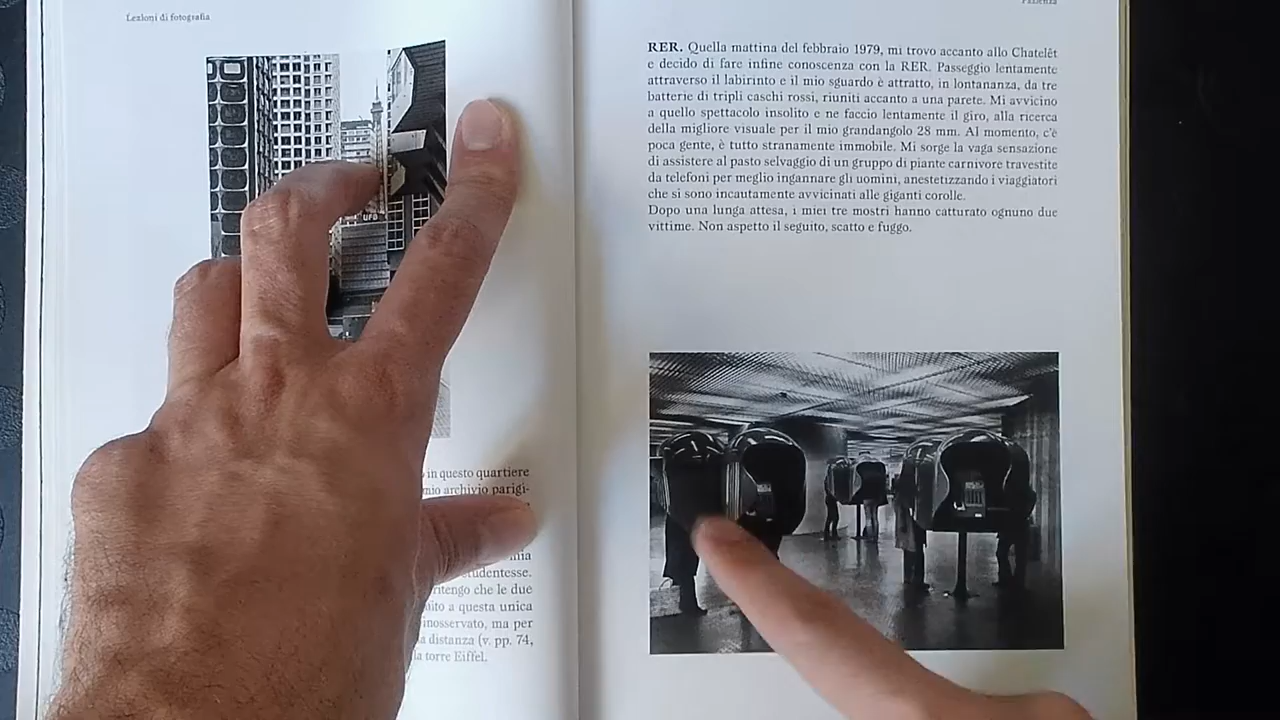 Lezioni di fotografia
UFO
in questo quartiere
mio archivio parigi-
studentesse.
ritengo che le due
uito a questa unica
inosservato, ma per
a distanza (v. pp. 74,
la torre Eiffel.
RER. Quella mattina del febbraio 1979, mi trovo accanto allo Chatelêt
e decido di fare infine conoscenza con la RER. Passeggio lentamente
attraverso il labirinto e il mio sguardo è attratto, in lontananza, da tre
batterie di tripli caschi rossi, riuniti accanto a una parete. Mi avvicino
a quello spettacolo insolito e ne faccio lentamente il giro, alla ricerca
della migliore visuale per il mio grandangolo 28 mm. Al momento, c'è
poca gente, è tutto stranamente immobile. Mi sorge la vaga sensazione
di assistere al pasto selvaggio di un gruppo di piante carnivore travestite
da telefoni per meglio ingannare gli uomini, anestetizzando i viaggiatori
che si sono incautamente avvicinati alle giganti corolle.
Dopo una lunga attesa, i miei tre mostri hanno catturato ognuno due
vittime. Non aspetto il seguito, scatto e fuggo.